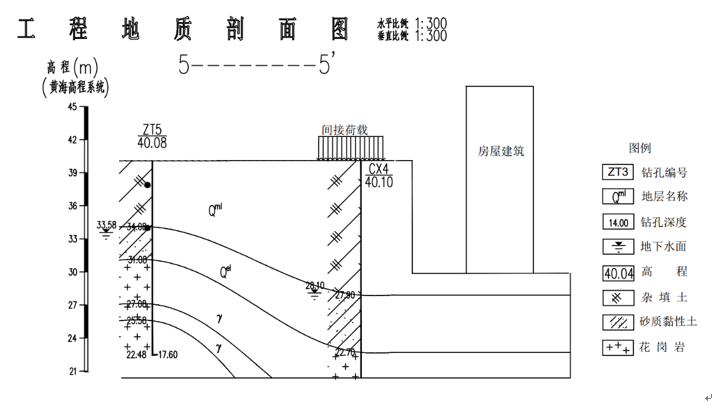 工 程 地 质 剖 面 图
水平比例: 1:300
垂直比例: 1:300
5---------5'
高 程 (m)
(黄海高程系统)
45
42
39
36
33
30
27
24
21
ZT5
40.08
间接荷载
CX4
40.10
房屋建筑
Qml
33.58
34.08
31.08
Qel
28.10
27.90
27.08
25.58
γ
γ
22.48
17.60
22.70
图例
ZT3 钻孔编号
Qml 地层名称
14.00 钻孔深度
地下水面
40.04 高 程
杂 填 土
砂质黏性土
花 岗 岩